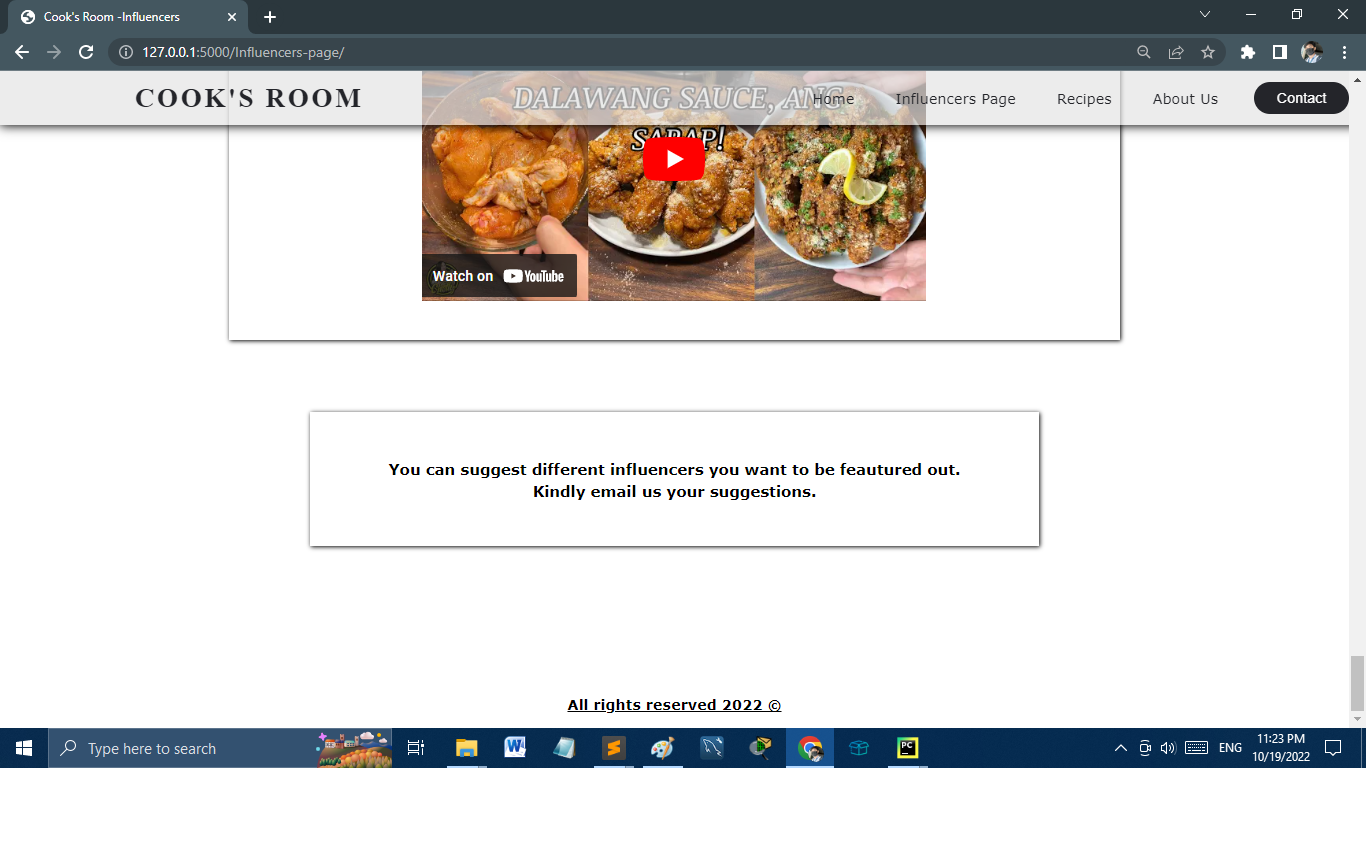 Cook's Room -Influencers
127.0.0.1:5000/Influencers-page/
COOK'S ROOM
Home
Influencers Page
Recipes
About Us
Contact
DALAWANG SAUCE, ANG
SARAP!
Watch on YouTube
You can suggest different influencers you want to be feautured out.
Kindly email us your suggestions.
All rights reserved 2022 ©
Type here to search
W
PC
ENG
11:23 PM
10/19/2022